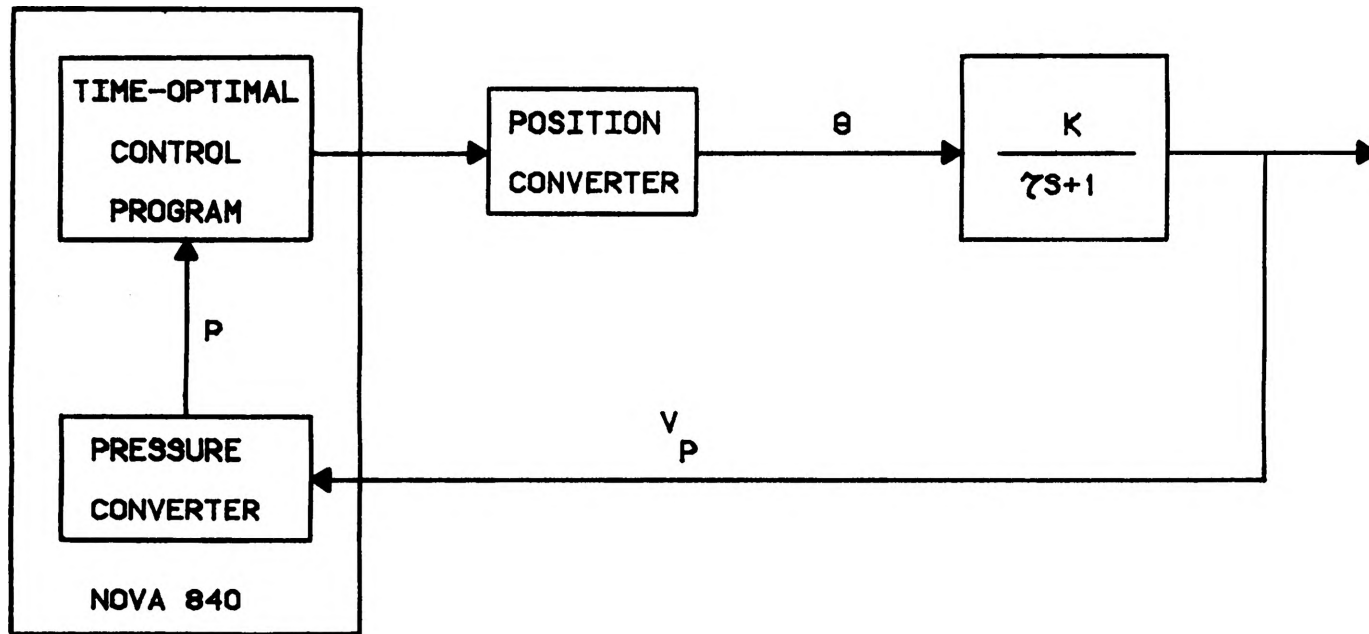 TIME-OPTIMAL
CONTROL
PROGRAM
POSITION
CONVERTER
θ
K
τS+1
P
V
P
PRESSURE
CONVERTER
NOVA 840